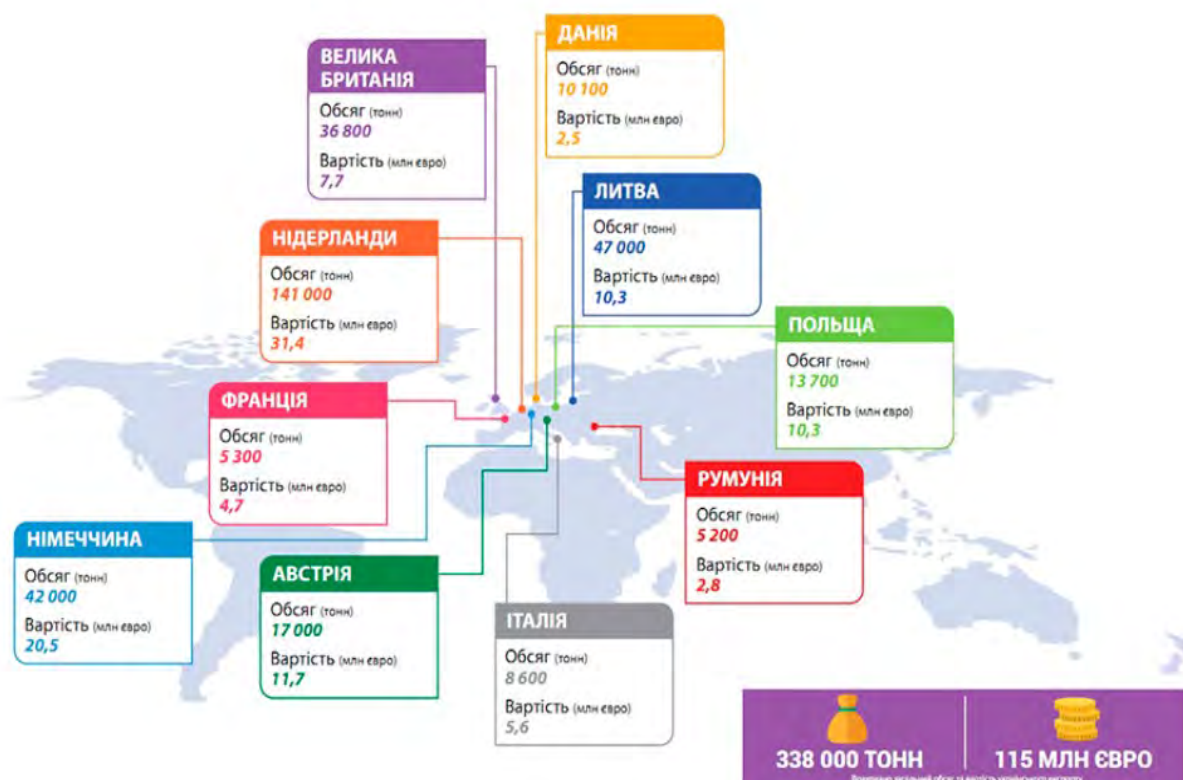 ДАНІЯ
Обсяг (тонн)
10 100
Вартість (млн євро)
2,5
ВЕЛИКА
БРИТАНІЯ
Обсяг (тонн)
36 800
Вартість (млн євро)
7,7
ЛИТВА
Обсяг (тонн)
47 000
Вартість (млн євро)
10,3
НІДЕРЛАНДИ
Обсяг (тонн)
141 000
Вартість (млн євро)
31,4
ПОЛЬЩА
Обсяг (тонн)
13 700
Вартість (млн євро)
10,3
ФРАНЦІЯ
Обсяг (тонн)
5 300
Вартість (млн євро)
4,7
РУМУНІЯ
Обсяг (тонн)
5 200
Вартість (млн євро)
2,8
НІМЕЧЧИНА
Обсяг (тонн)
42 000
Вартість (млн євро)
20,5
АВСТРІЯ
Обсяг (тонн)
17 000
Вартість (млн євро)
11,7
ІТАЛІЯ
Обсяг (тонн)
8 600
Вартість (млн євро)
5,6
338 000 ТОНН
115 МЛН ЄВРО